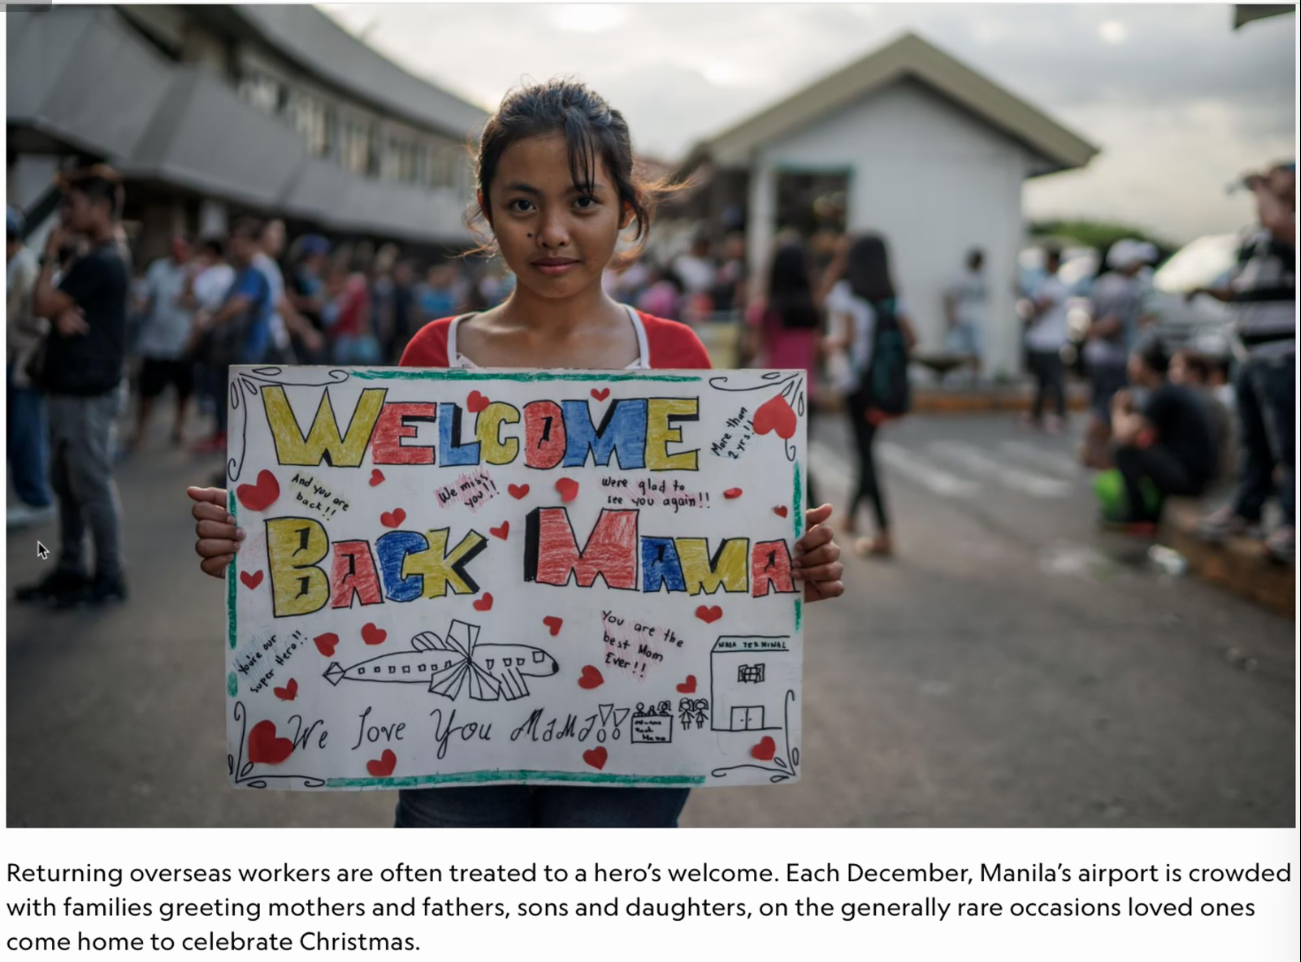 WELCOME
More than
2 yrs!!
And you are
back!!
We miss
you!!
Were glad to
see you again!!
BACK MAMA
You're our
super Hero!!
You are the
best Mom
Ever!!
NAIA TERMINAL
We love You MAMA!!
Returning overseas workers are often treated to a hero's welcome. Each December, Manila's airport is crowded
with families greeting mothers and fathers, sons and daughters, on the generally rare occasions loved ones
come home to celebrate Christmas.